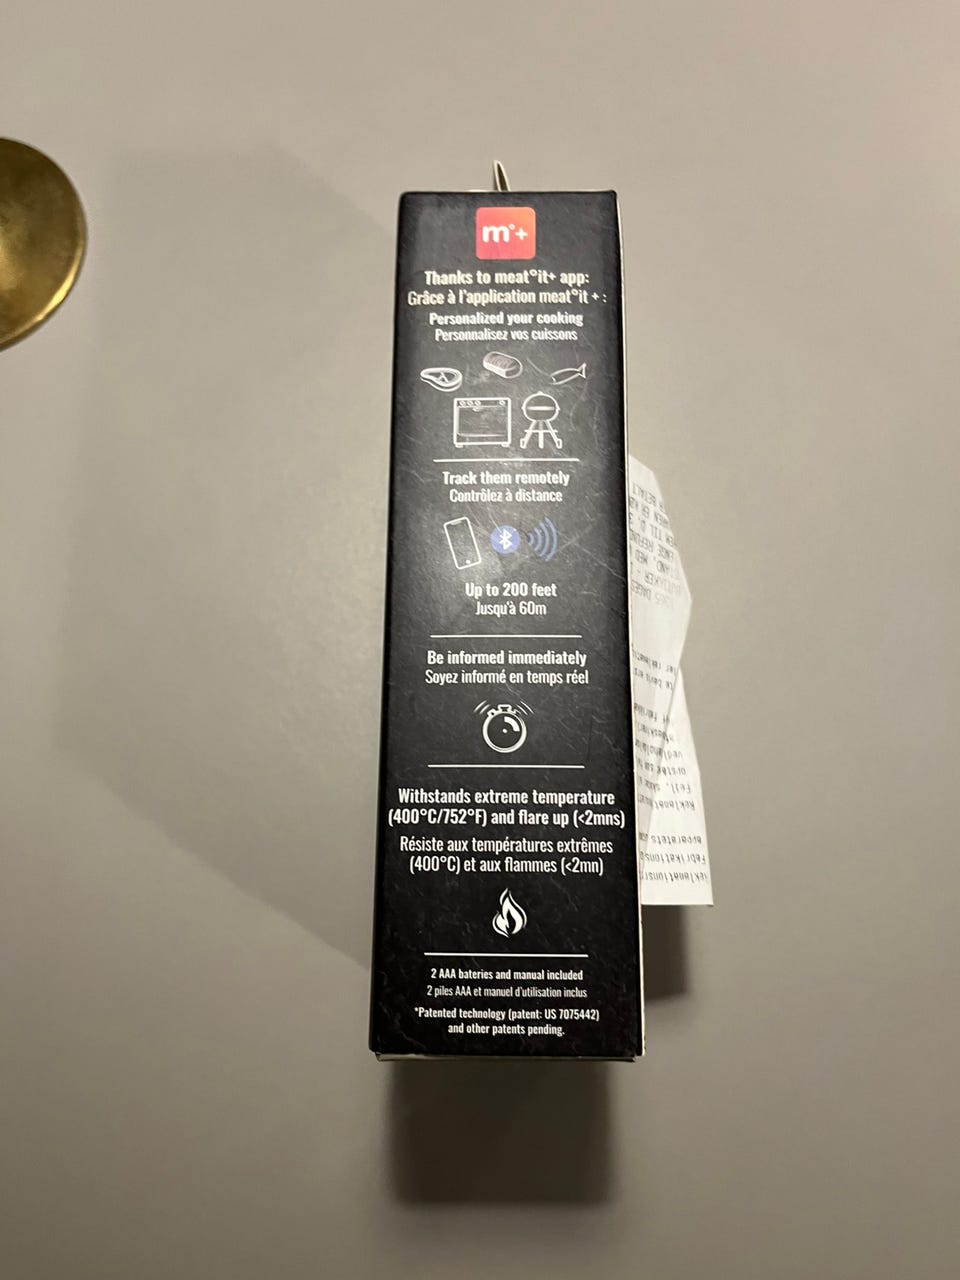 m°+
Thanks to meat°it+ app:
Grâce à l'application meat°it + :
Personalized your cooking
Personnalisez vos cuissons
Track them remotely
Contrôlez à distance
Up to 200 feet
Jusqu'à 60m
Be informed immediately
Soyez informé en temps réel
Withstands extreme temperature
(400°C/752°F) and flare up (<2mns)
Résiste aux températures extrêmes
(400°C) et aux flammes (<2mn)
2 AAA bateries and manual included
2 piles AAA et manuel d'utilisation inclus
*Patented technology (patent: US 7075442)
and other patents pending.